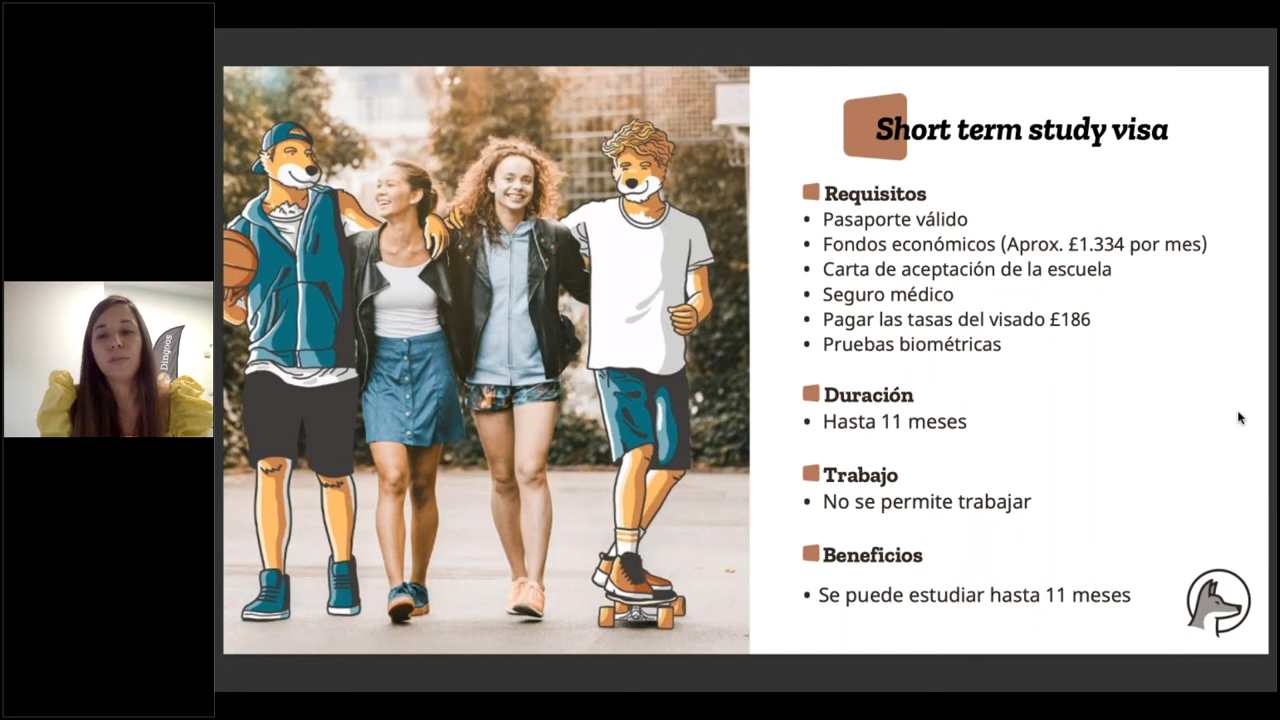 Short term study visa
Requisitos
• Pasaporte válido
• Fondos económicos (Aprox. £1.334 por mes)
• Carta de aceptación de la escuela
• Seguro médico
• Pagar las tasas del visado £186
• Pruebas biométricas
Duración
• Hasta 11 meses
Trabajo
• No se permite trabajar
Beneficios
• Se puede estudiar hasta 11 meses
Dingoos